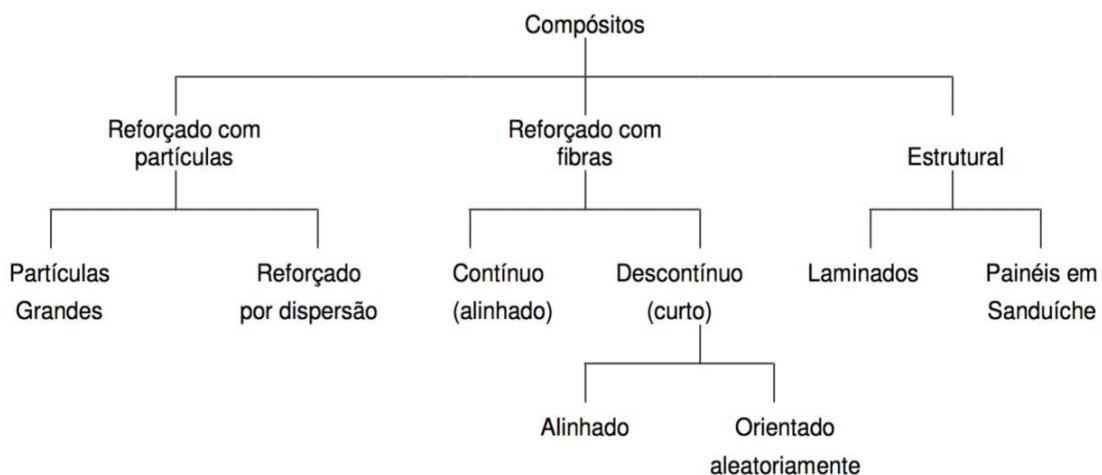 Compósitos
Reforçado com
partículas
Reforçado com
fibras
Estrutural
Partículas
Grandes
Reforçado
por dispersão
Contínuo
(alinhado)
Descontínuo
(curto)
Laminados
Painéis em
Sanduíche
Alinhado
Orientado
aleatoriamente